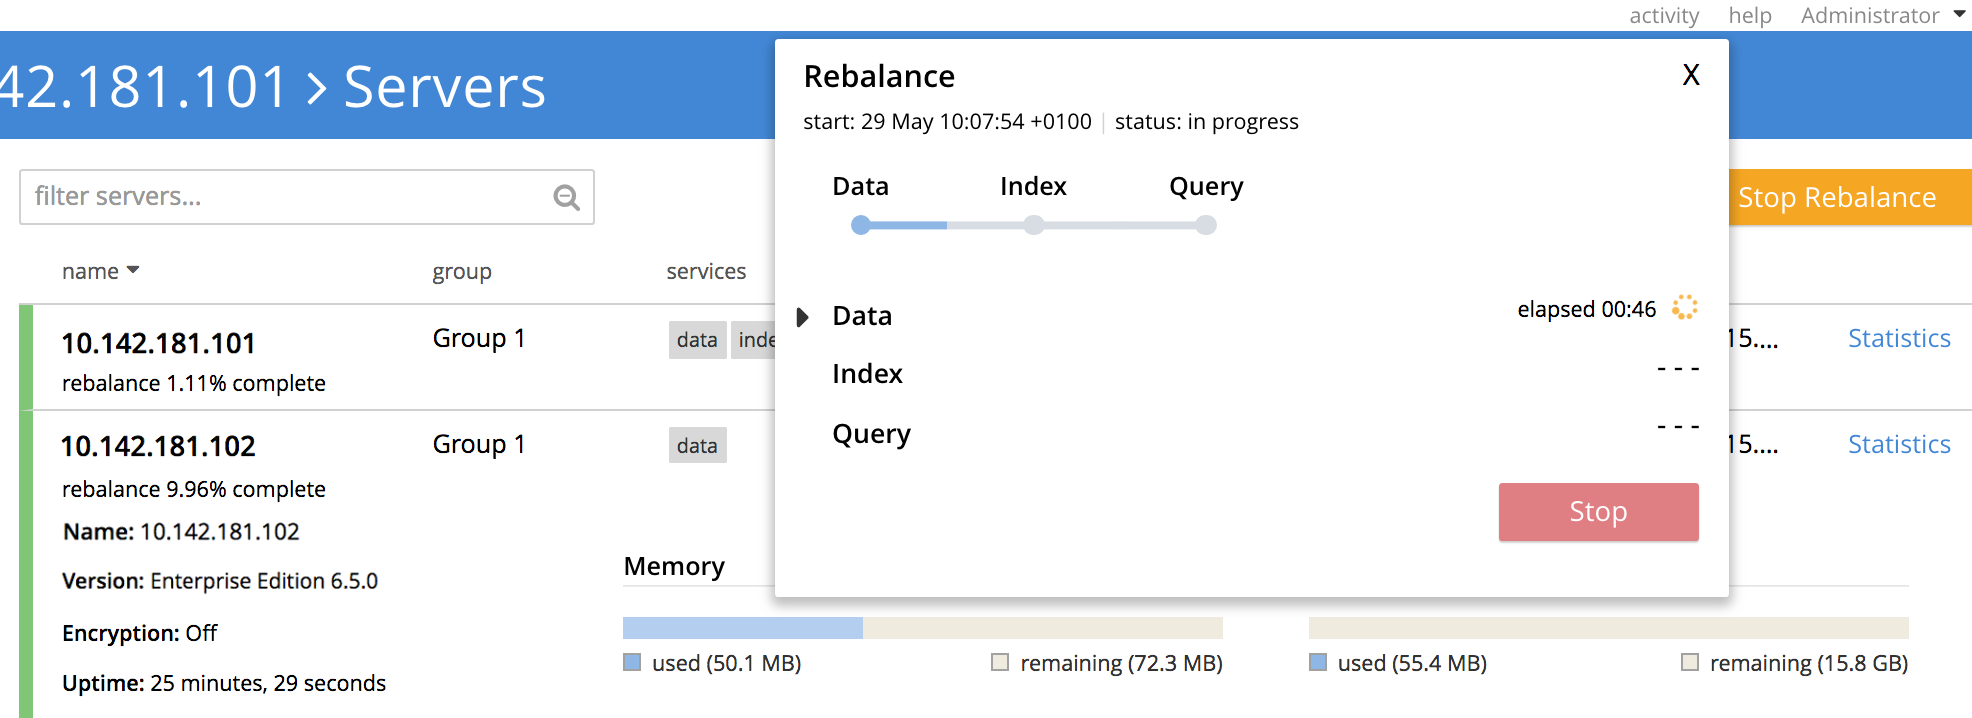 activity help Administrator
42.181.101 > Servers
Rebalance X
start: 29 May 10:07:54 +0100 | status: in progress
filter servers...
Data Index Query
Stop Rebalance
name group services
Data elapsed 00:46
10.142.181.101 Group 1 data inde 15.... Statistics
rebalance 1.11% complete
Index - - -
Query - - -
10.142.181.102 Group 1 data 15.... Statistics
rebalance 9.96% complete
Stop
Name: 10.142.181.102
Version: Enterprise Edition 6.5.0
Encryption: Off
Uptime: 25 minutes, 29 seconds
Memory
used (50.1 MB) remaining (72.3 MB)
used (55.4 MB) remaining (15.8 GB)